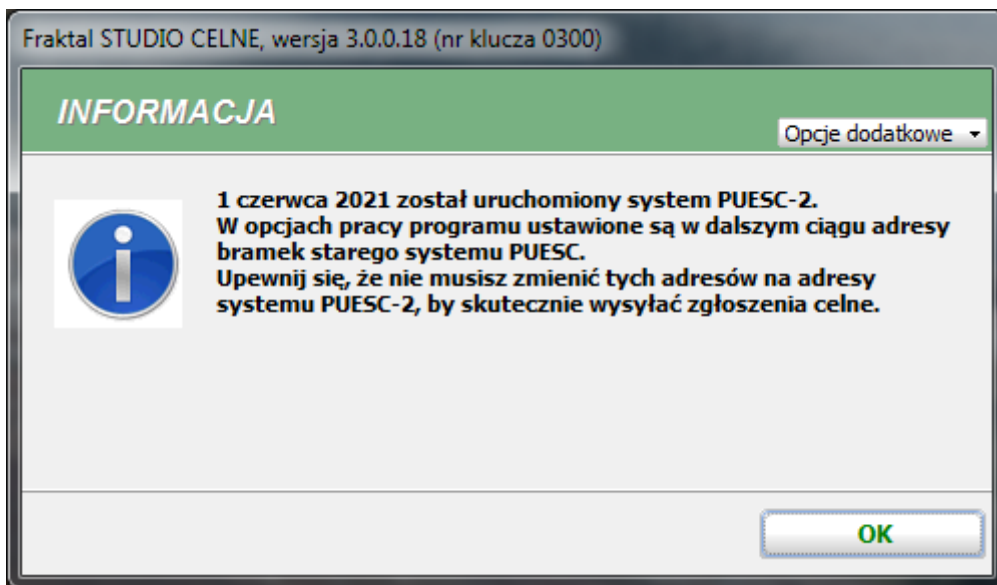 Fraktal STUDIO CELNE, wersja 3.0.0.18 (nr klucza 0300)
INFORMACJA
Opcje dodatkowe
1 czerwca 2021 został uruchomiony system PUESC-2.
W opcjach pracy programu ustawione są w dalszym ciągu adresy
bramek starego systemu PUESC.
Upewnij się, że nie musisz zmienić tych adresów na adresy
systemu PUESC-2, by skutecznie wysyłać zgłoszenia celne.
OK